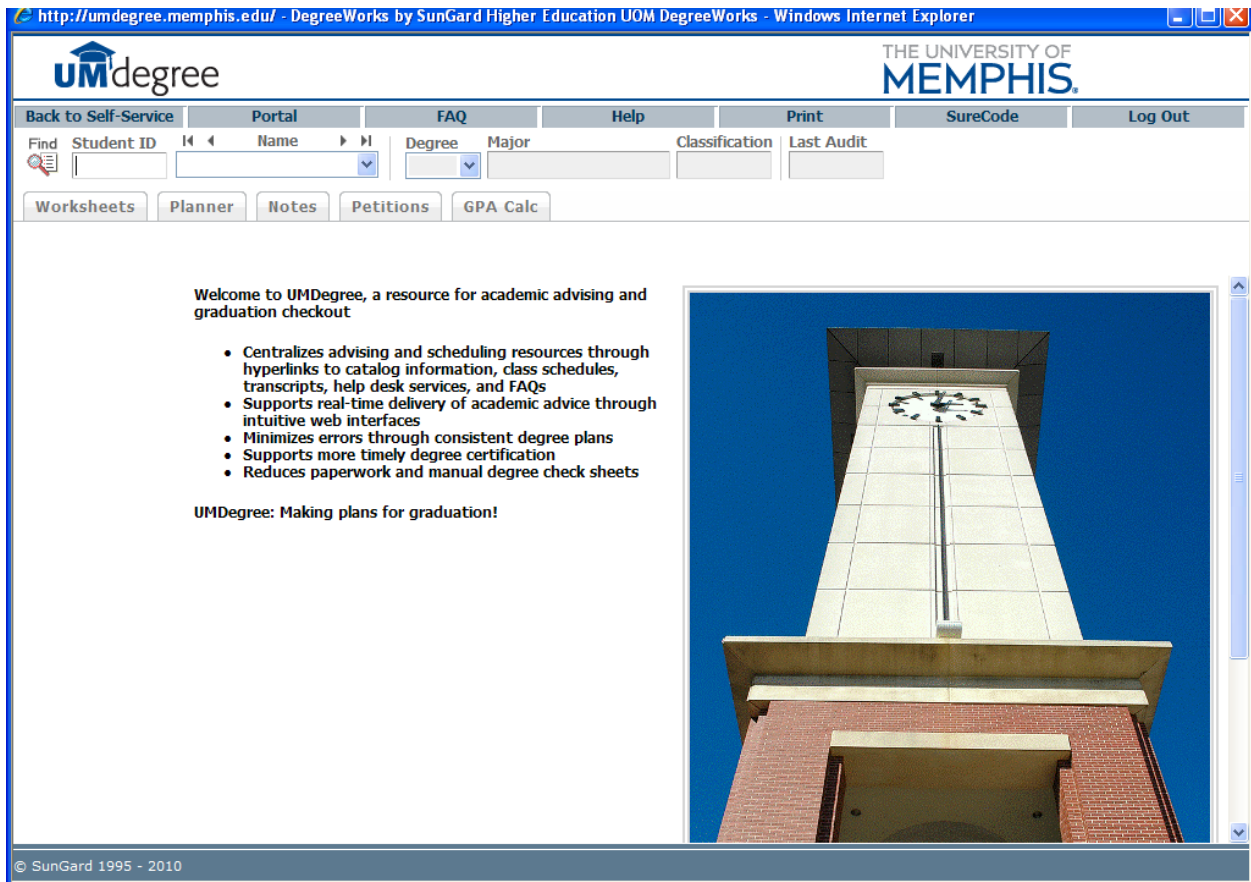 http://umdegree.memphis.edu/ - DegreeWorks by SunGard Higher Education UOM DegreeWorks - Windows Internet Explorer
UMdegree
THE UNIVERSITY OF
MEMPHIS.
Back to Self-Service Portal FAQ Help Print SureCode Log Out
Find Student ID Name Degree Major Classification Last Audit
Worksheets Planner Notes Petitions GPA Calc
Welcome to UMDegree, a resource for academic advising and
graduation checkout
• Centralizes advising and scheduling resources through
hyperlinks to catalog information, class schedules,
transcripts, help desk services, and FAQs
• Supports real-time delivery of academic advice through
intuitive web interfaces
• Minimizes errors through consistent degree plans
• Supports more timely degree certification
• Reduces paperwork and manual degree check sheets
UMDegree: Making plans for graduation!
© SunGard 1995 - 2010